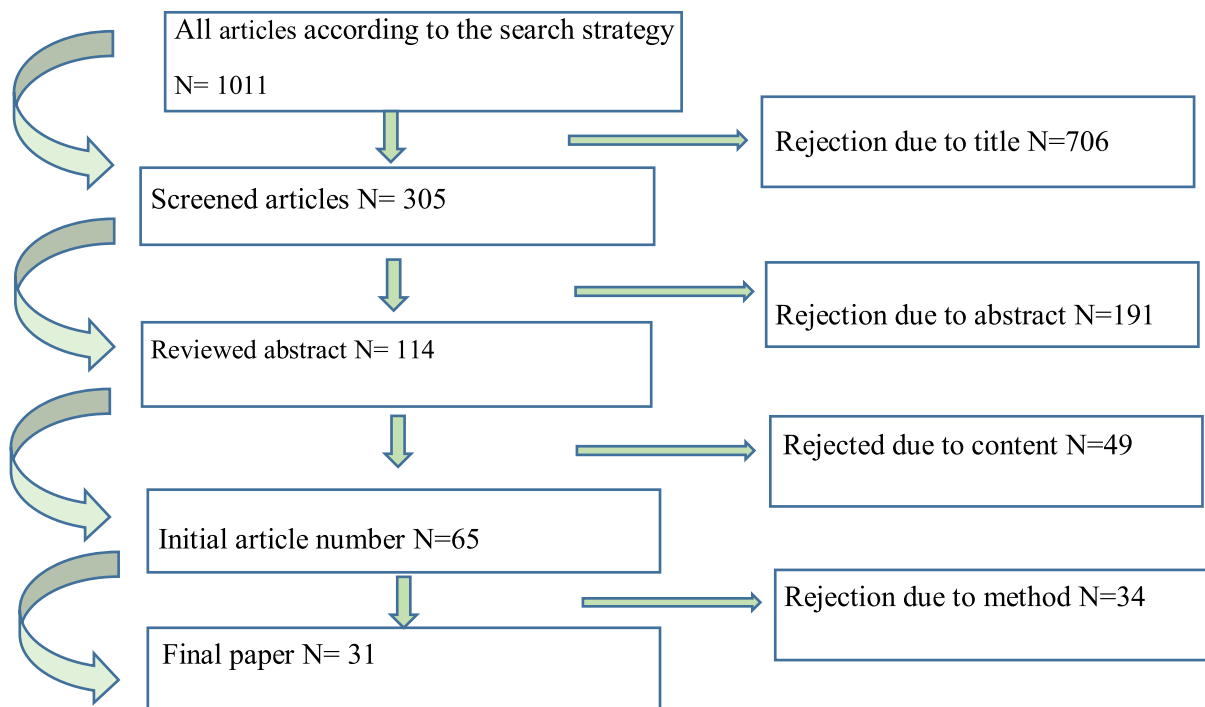 All articles according to the search strategy
N= 1011
Rejection due to title N=706
Screened articles N= 305
Rejection due to abstract N=191
Reviewed abstract N= 114
Rejected due to content N=49
Initial article number N=65
Rejection due to method N=34
Final paper N= 31